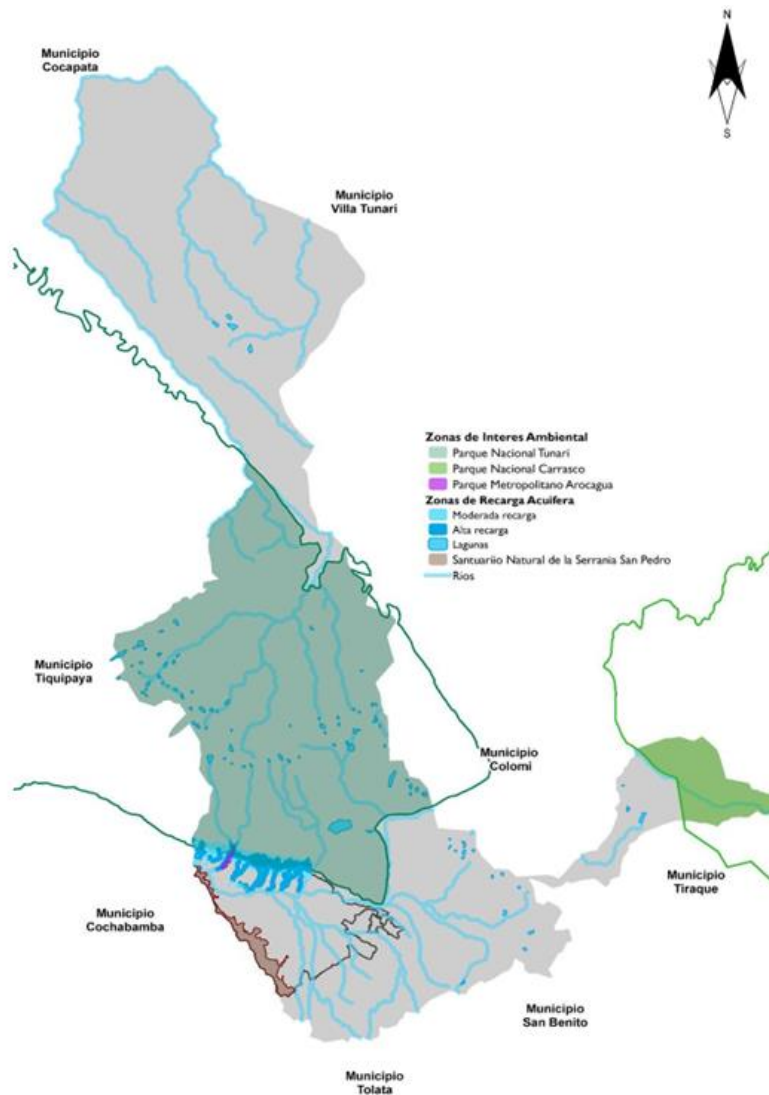 N
S
Municipio
Cocapata
Municipio
Villa Tunari
Zonas de Interes Ambiental
Parque Nacional Tunari
Parque Nacional Carrasco
Parque Metropolitano Arocagua
Zonas de Recarga Acuifera
Moderada recarga
Alta recarga
Lagunas
Santuariio Natural de la Serrania San Pedro
Rios
Municipio
Tiquipaya
Municipio
Colomi
Municipio
Tiraque
Municipio
Cochabamba
Municipio
San Benito
Municipio
Tolata